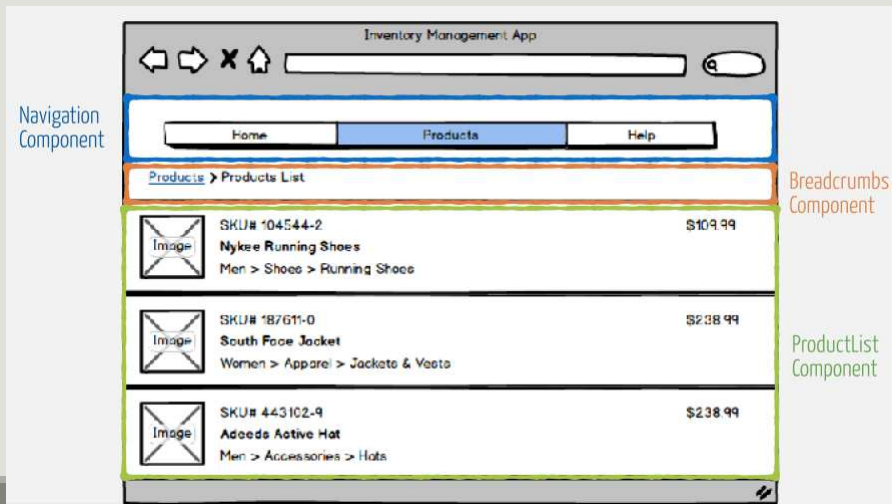 Inventory Management App
Navigation
Component
Home Products Help
Products > Products List
Breadcrumbs
Component
SKU# 104544-2 $109.99
Image
Nykee Running Shoes
Men > Shoes > Running Shoes
SKU# 187611-0 $238.99
Image
South Face Jacket
Women > Apparel > Jackets & Vests
ProductList
Component
SKU# 443102-9 $238.99
Image
Adeeds Active Hat
Men > Accessories > Hats